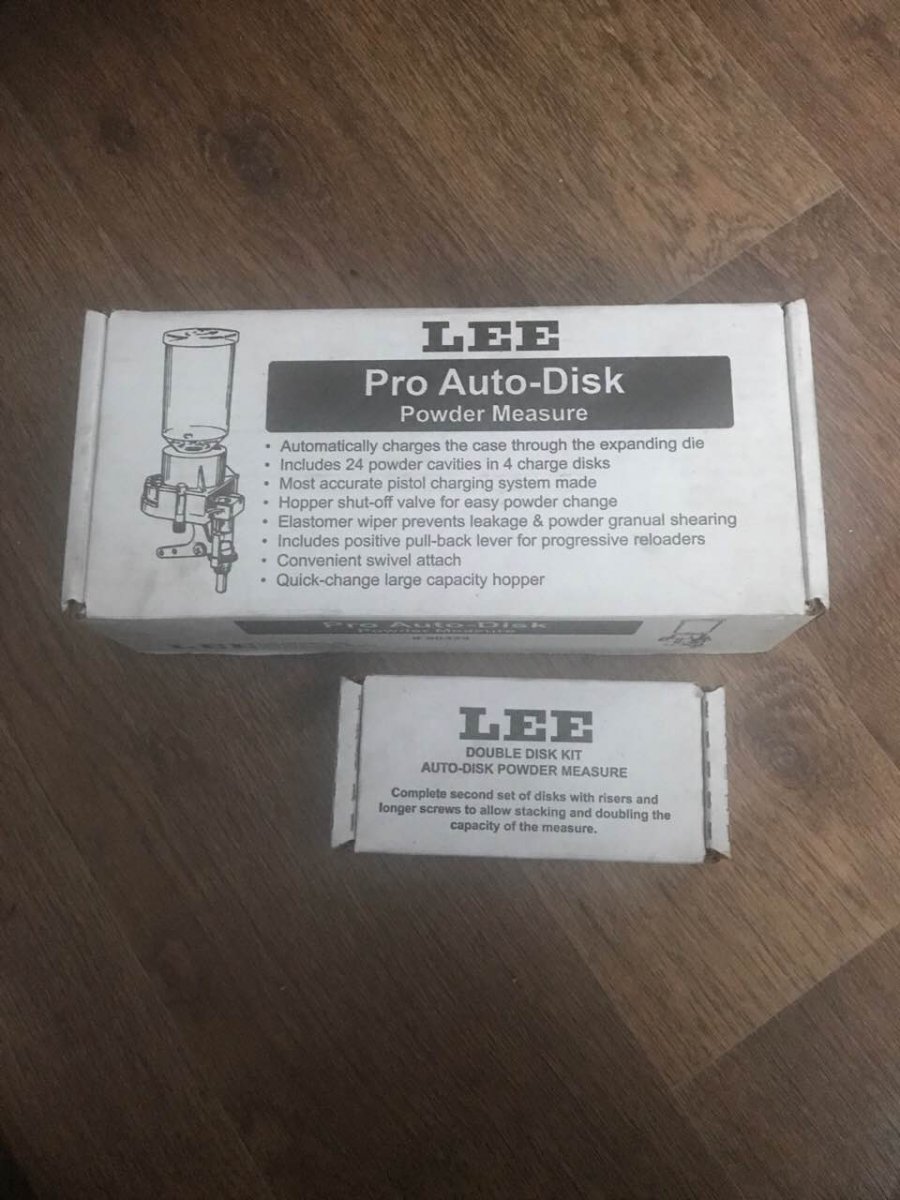 LEE
Pro Auto-Disk
Powder Measure
• Automatically charges the case through the expanding die
• Includes 24 powder cavities in 4 charge disks
• Most accurate pistol charging system made
• Hopper shut-off valve for easy powder change
• Elastomer wiper prevents leakage & powder granual shearing
• Includes positive pull-back lever for progressive reloaders
• Convenient swivel attach
• Quick-change large capacity hopper
Pro Auto-Disk
Powder Measure
LEE
LEE
DOUBLE DISK KIT
AUTO-DISK POWDER MEASURE
Complete second set of disks with risers and
longer screws to allow stacking and doubling the
capacity of the measure.